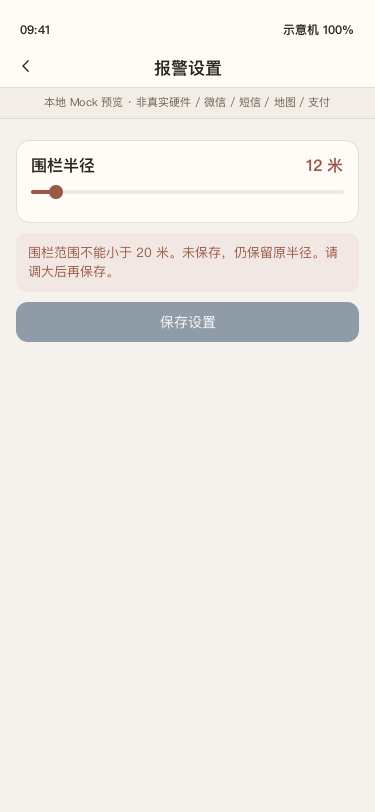 09:41 示意机 100%
报警设置
本地 Mock 预览 · 非真实硬件 / 微信 / 短信 / 地图 / 支付
围栏半径 12 米
围栏范围不能小于 20 米。未保存，仍保留原半径。请
调大后再保存。
保存设置